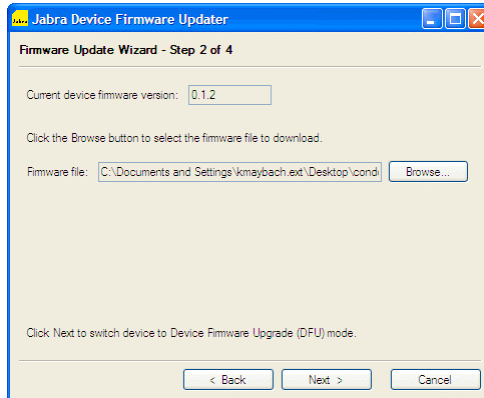 Jabra Device Firmware Updater
Firmware Update Wizard - Step 2 of 4
Current device firmware version: 0.1.2
Click the Browse button to select the firmware file to download.
Firmware file: C:\Documents and Settings\kmaybach.ext\Desktop\cond Browse...
Click Next to switch device to Device Firmware Upgrade (DFU) mode.
< Back Next > Cancel